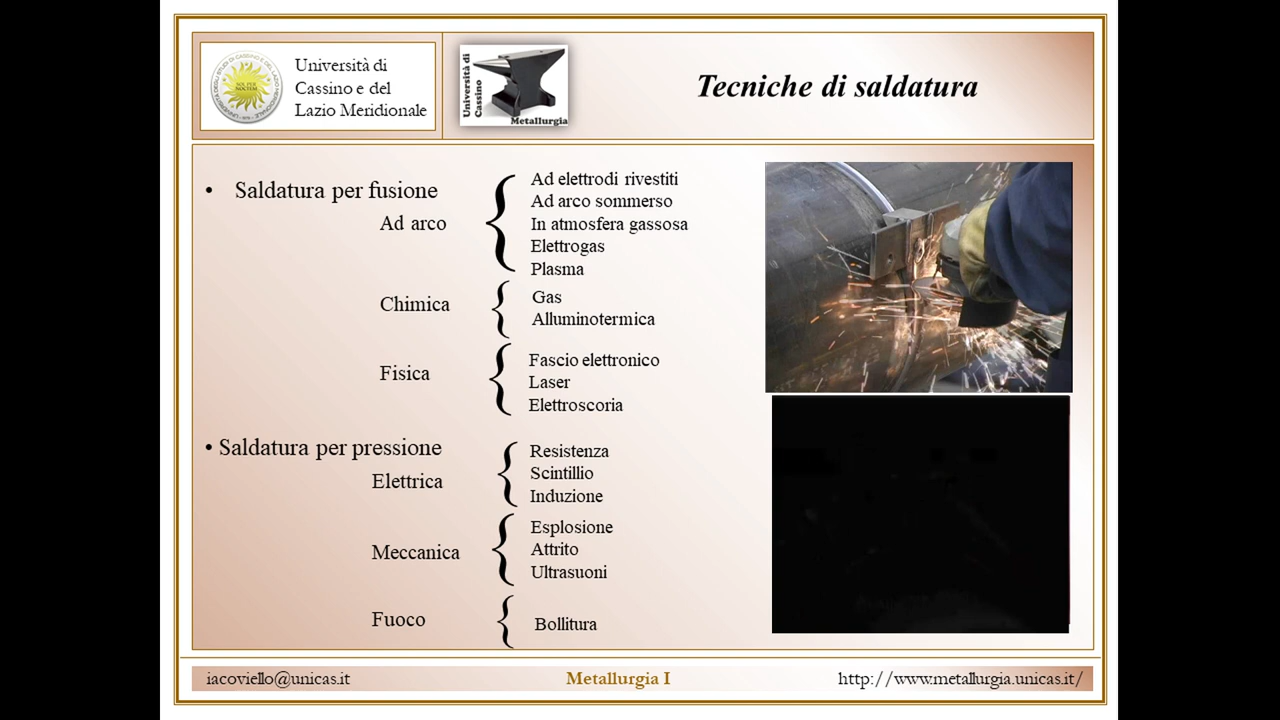 Università di
Cassino e del
Lazio Meridionale
Università di
Cassino
Metallurgia
Tecniche di saldatura
• Saldatura per fusione
Ad arco
Ad elettrodi rivestiti
Ad arco sommerso
In atmosfera gassosa
Elettrogas
Plasma
Chimica
Gas
Alluminotermica
Fisica
Fascio elettronico
Laser
Elettroscoria
• Saldatura per pressione
Elettrica
Resistenza
Scintillio
Induzione
Meccanica
Esplosione
Attrito
Ultrasuoni
Fuoco
Bollitura
iacoviello@unicas.it
Metallurgia I
http://www.metallurgia.unicas.it/